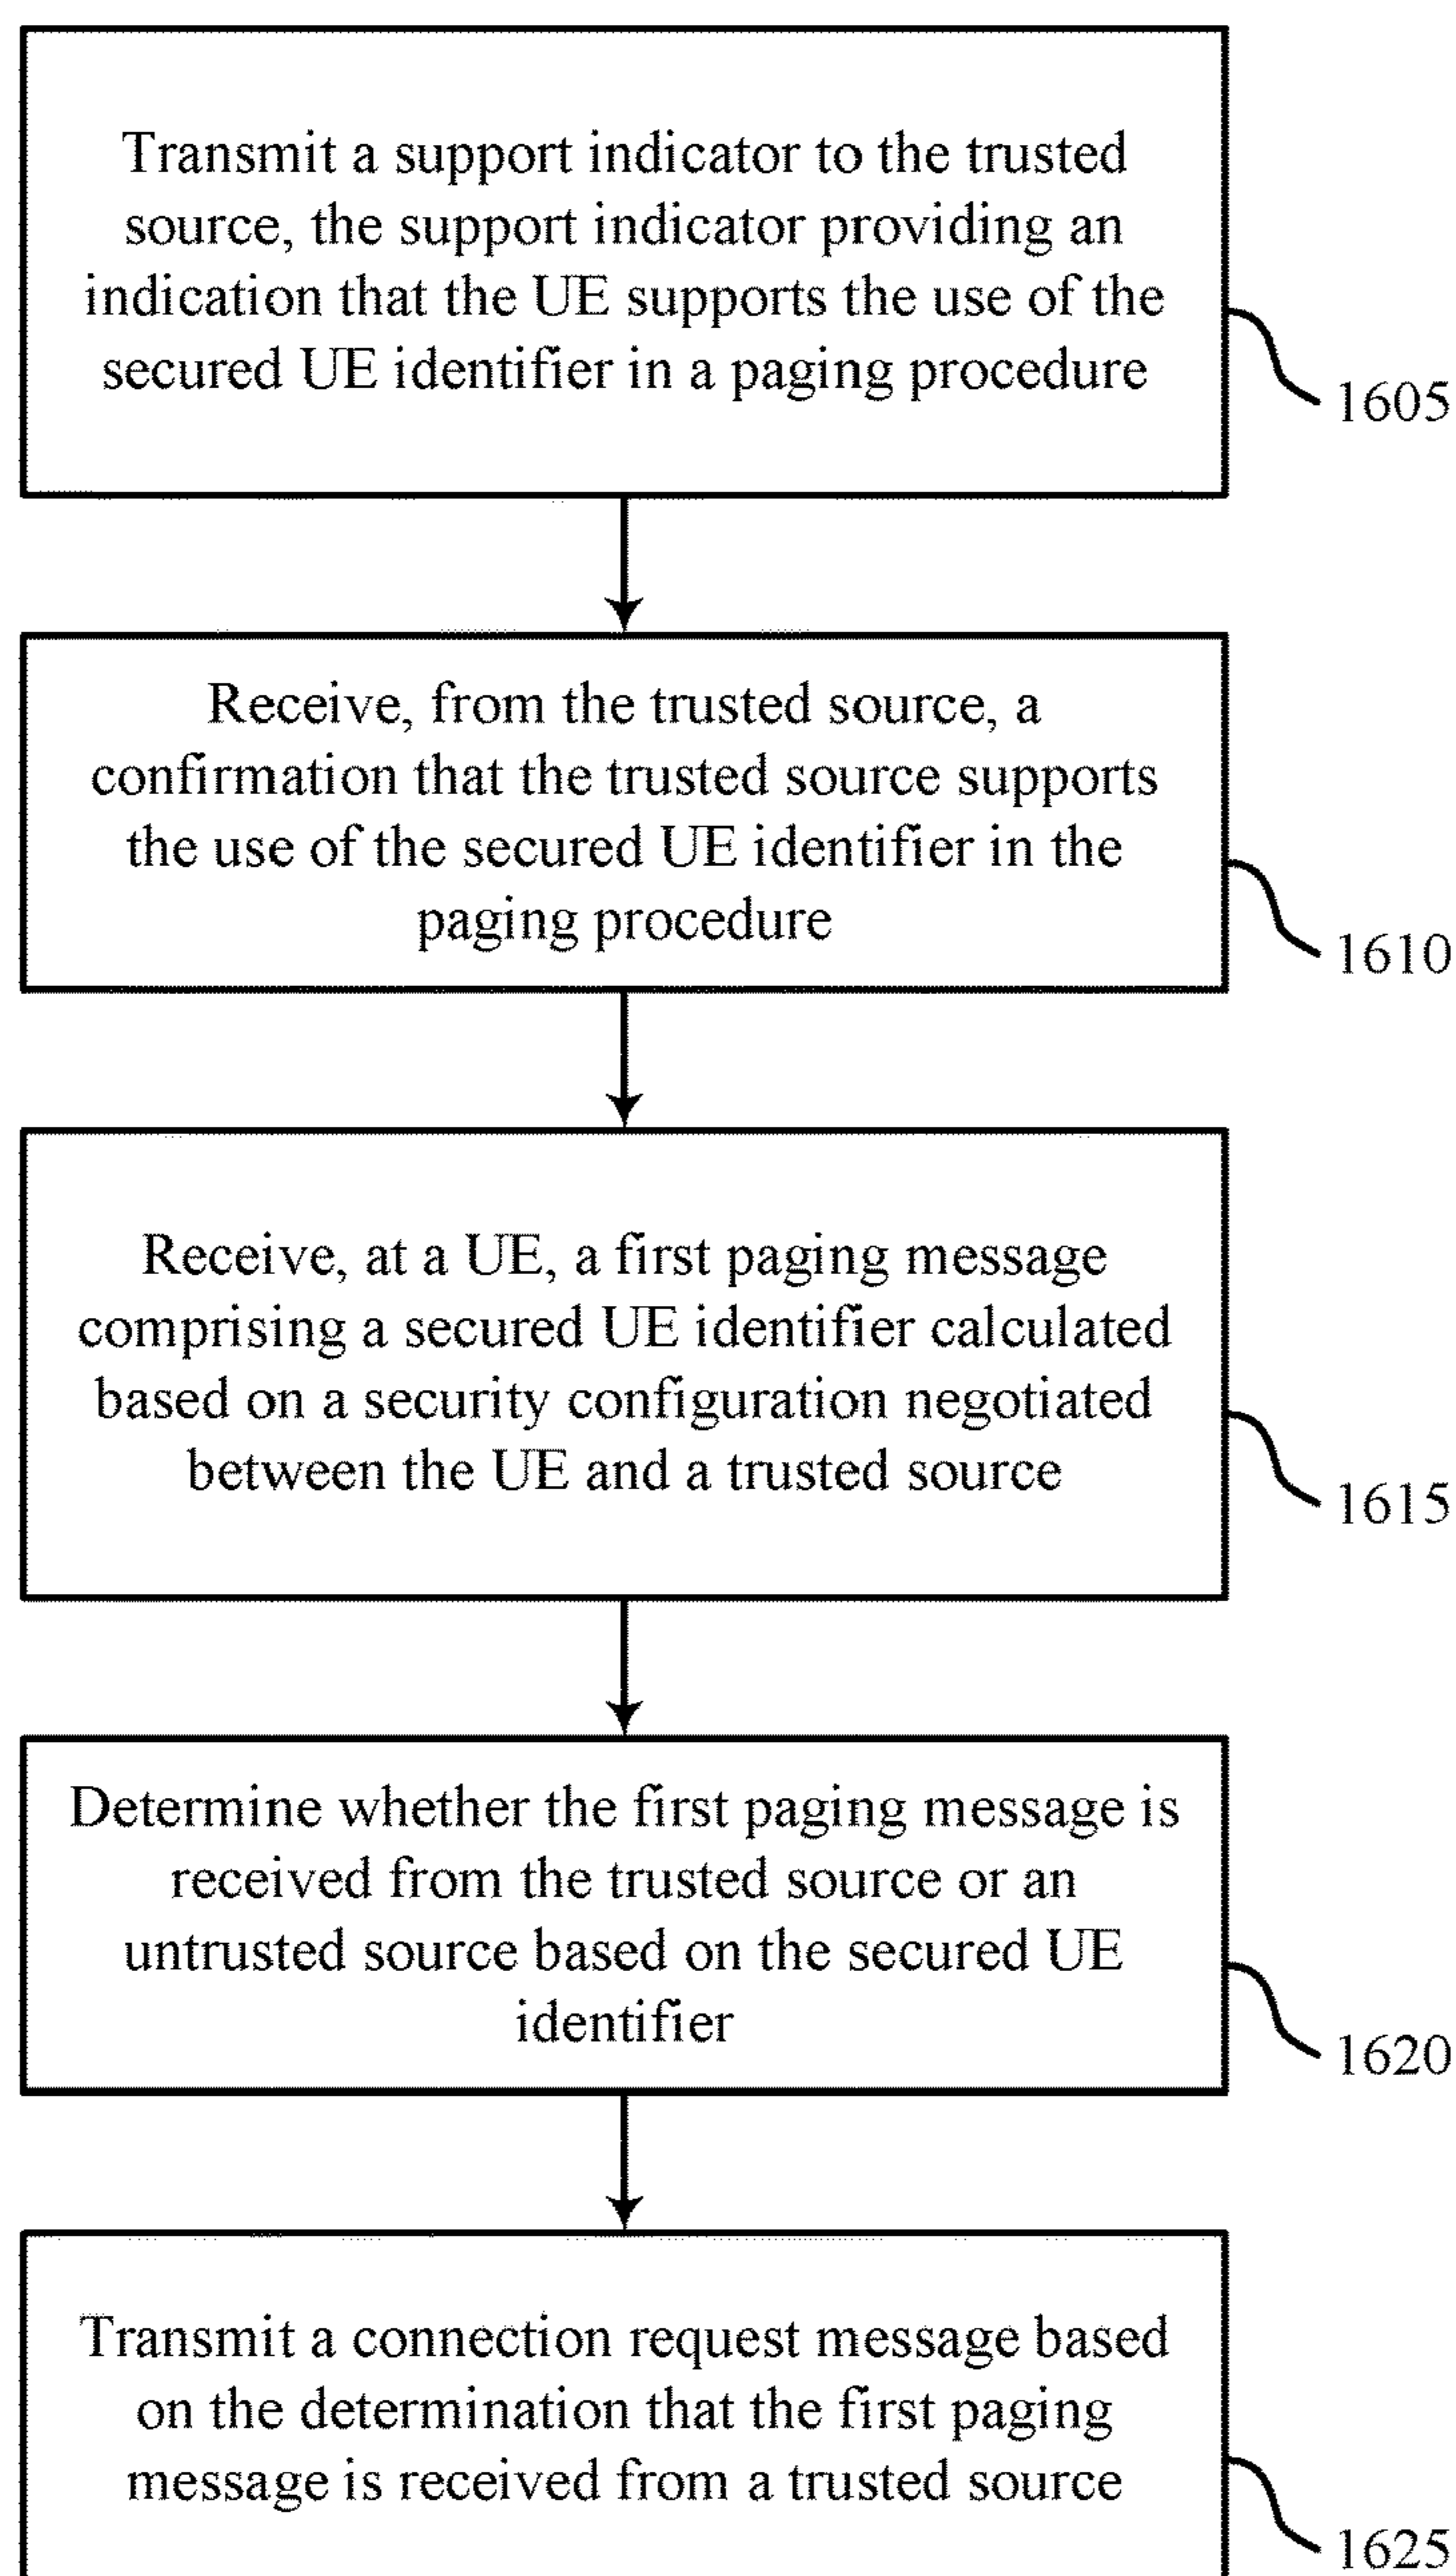 Transmit a support indicator to the trusted
source, the support indicator providing an
indication that the UE supports the use of the
secured UE identifier in a paging procedure
1605
Receive, from the trusted source, a
confirmation that the trusted source supports
the use of the secured UE identifier in the
paging procedure
1610
Receive, at a UE, a first paging message
comprising a secured UE identifier calculated
based on a security configuration negotiated
between the UE and a trusted source
1615
Determine whether the first paging message is
received from the trusted source or an
untrusted source based on the secured UE
identifier
1620
Transmit a connection request message based
on the determination that the first paging
message is received from a trusted source
1625